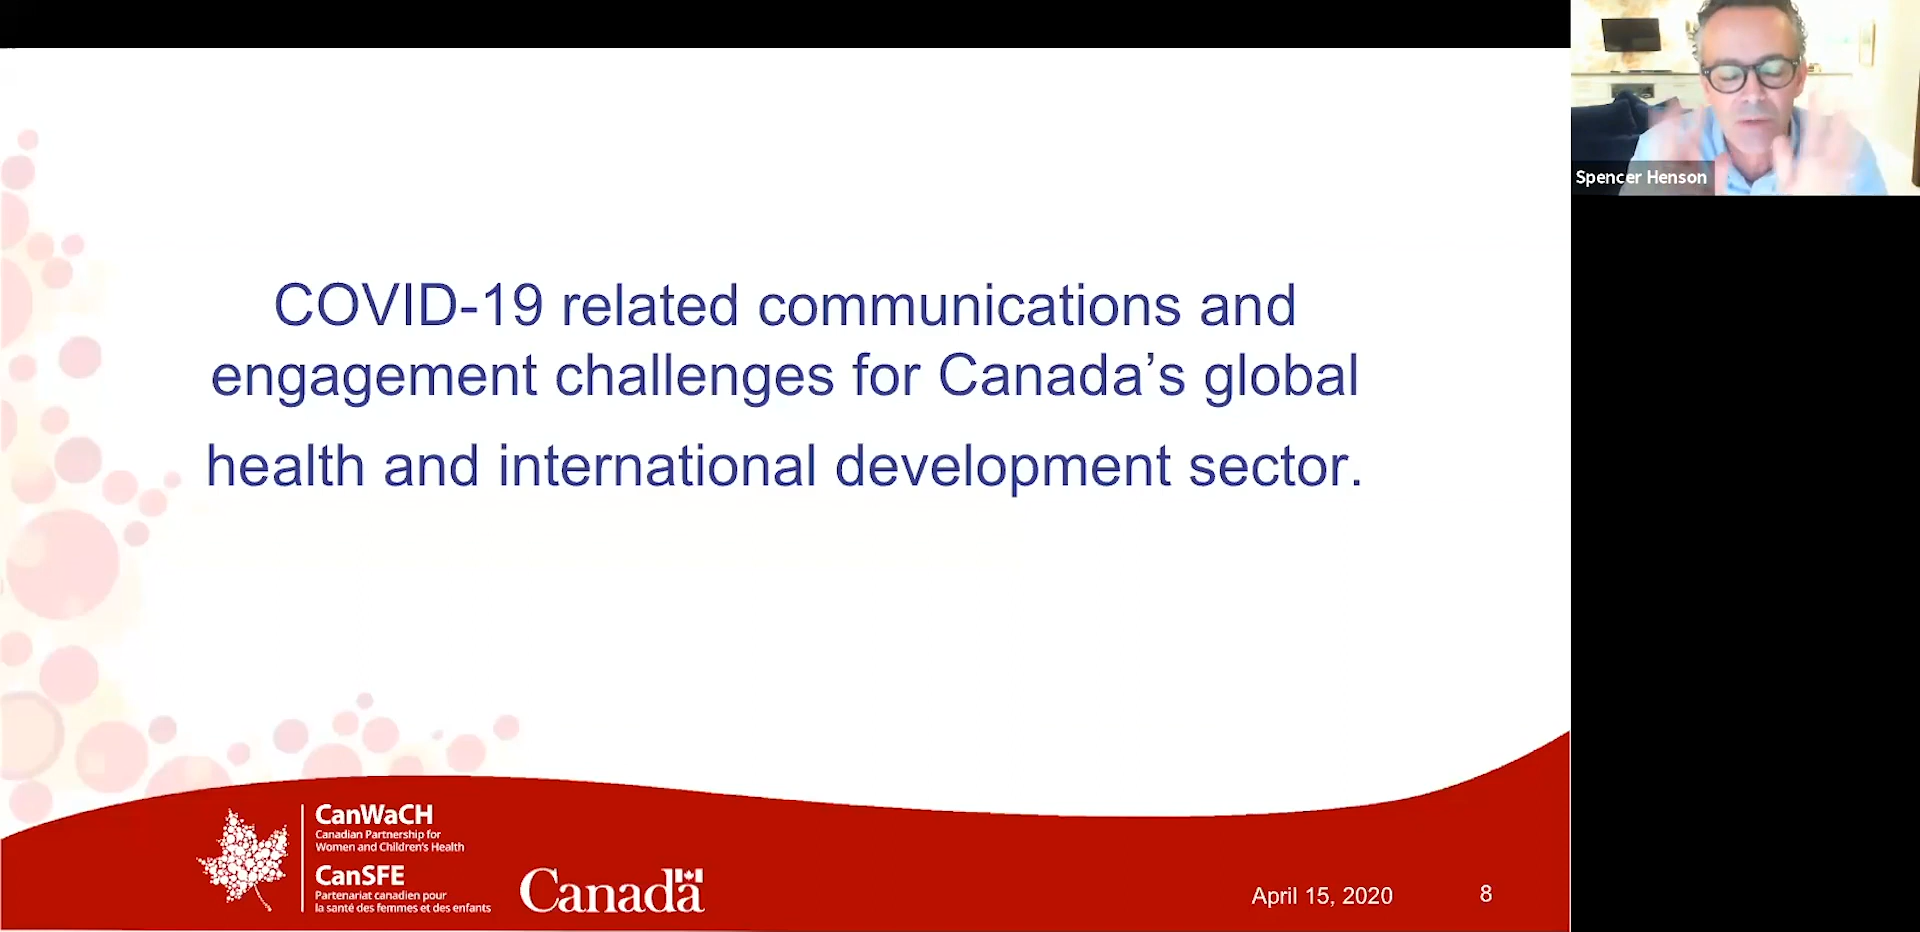 COVID-19 related communications and
engagement challenges for Canada’s global
health and international development sector.
CanWaCH
Canadian Partnership for
Women and Children's Health
CanSFE
Partenariat canadien pour
la santé des femmes et des enfants
Canada
April 15, 2020
8
Spencer Henson